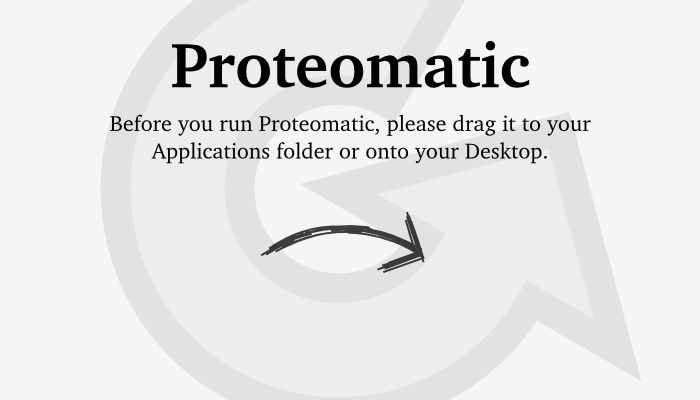 Proteomatic
Before you run Proteomatic, please drag it to your
Applications folder or onto your Desktop.